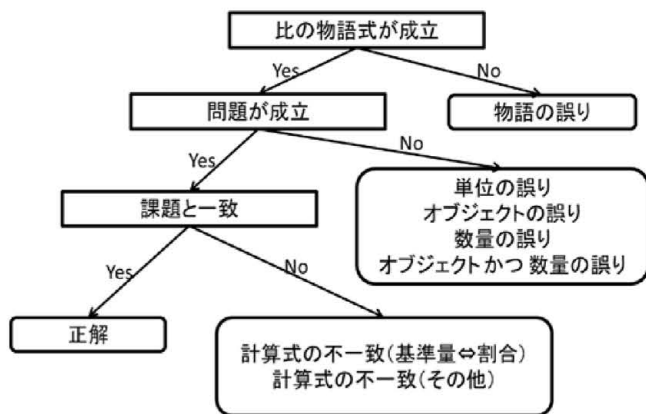 比の物語式が成立
Yes
No
問題が成立
物語の誤り
Yes
No
課題と一致
単位の誤り
オブジェクトの誤り
数量の誤り
オブジェクトかつ数量の誤り
Yes
No
正解
計算式の不一致(基準量⇔割合)
計算式の不一致(その他)